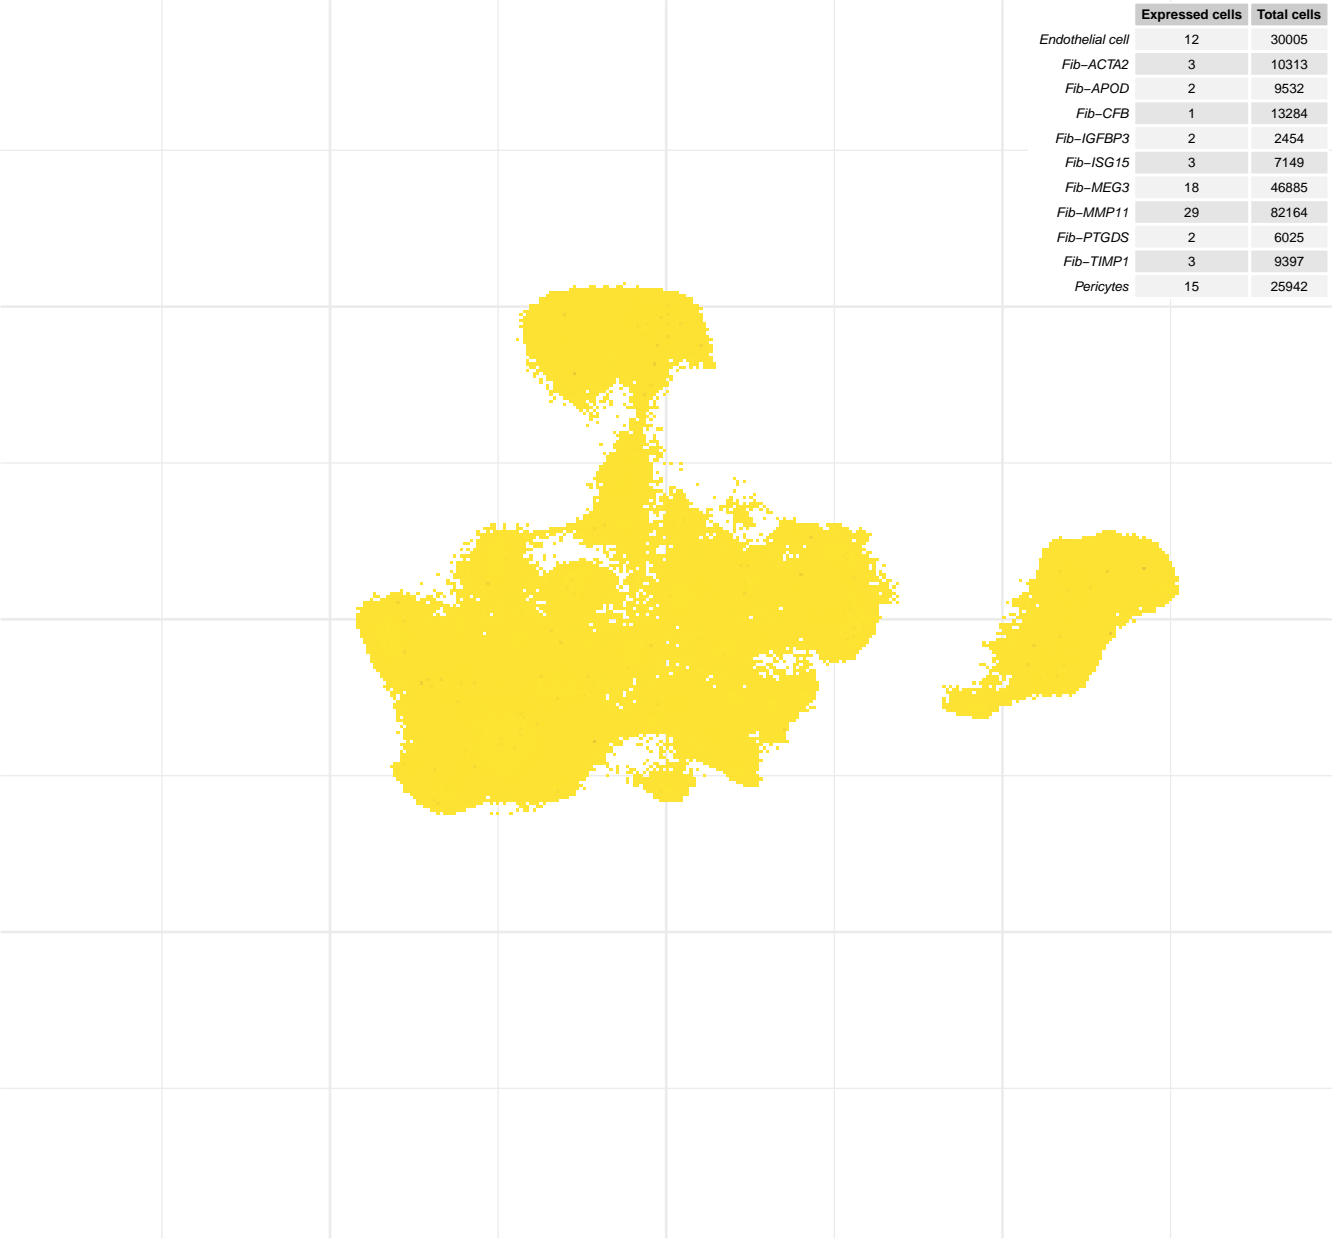 Expressed cells Total cells
Endothelial cell 12 30005
Fib−ACTA2 3 10313
Fib−APOD 2 9532
Fib−CFB 1 13284
Fib−IGFBP3 2 2454
Fib−ISG15 3 7149
Fib−MEG3 18 46885
Fib−MMP11 29 82164
Fib−PTGDS 2 6025
Fib−TIMP1 3 9397
Pericytes 15 25942